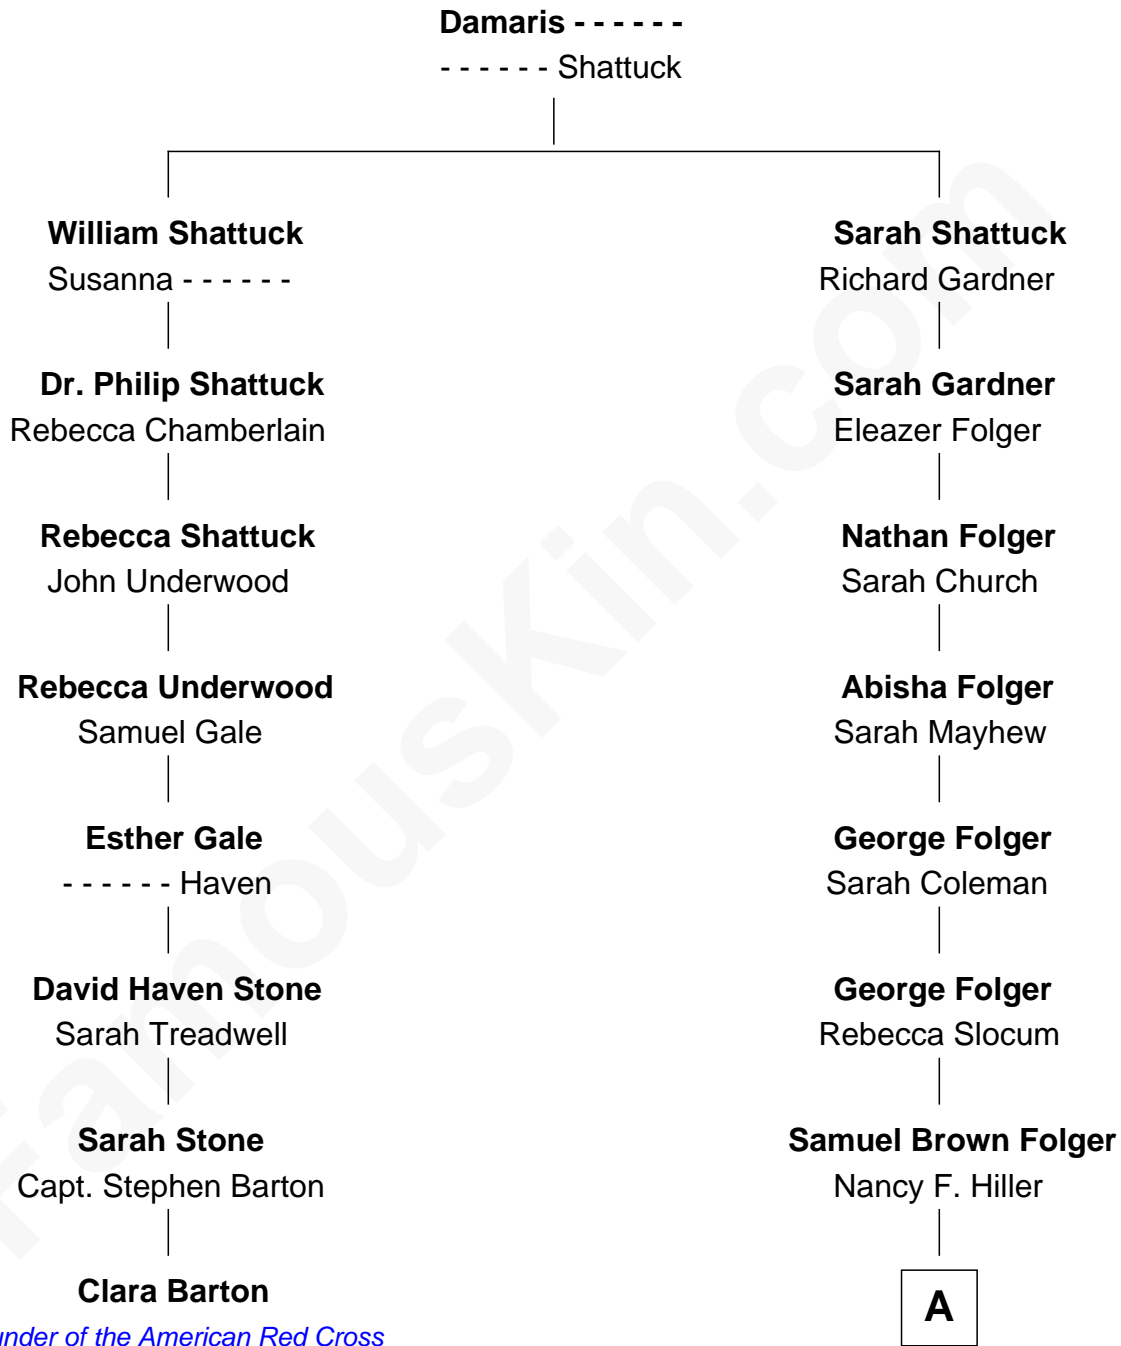 Damaris - - - - - -
- - - - - - Shattuck
William Shattuck
Susanna - - - - - -
Sarah Shattuck
Richard Gardner
Dr. Philip Shattuck
Rebecca Chamberlain
Sarah Gardner
Eleazer Folger
Rebecca Shattuck
John Underwood
Nathan Folger
Sarah Church
Rebecca Underwood
Samuel Gale
Abisha Folger
Sarah Mayhew
Esther Gale
- - - - - - Haven
George Folger
Sarah Coleman
David Haven Stone
Sarah Treadwell
George Folger
Rebecca Slocum
Sarah Stone
Capt. Stephen Barton
Samuel Brown Folger
Nancy F. Hiller
Clara Barton
under of the American Red Cross
A
FamousKin.com